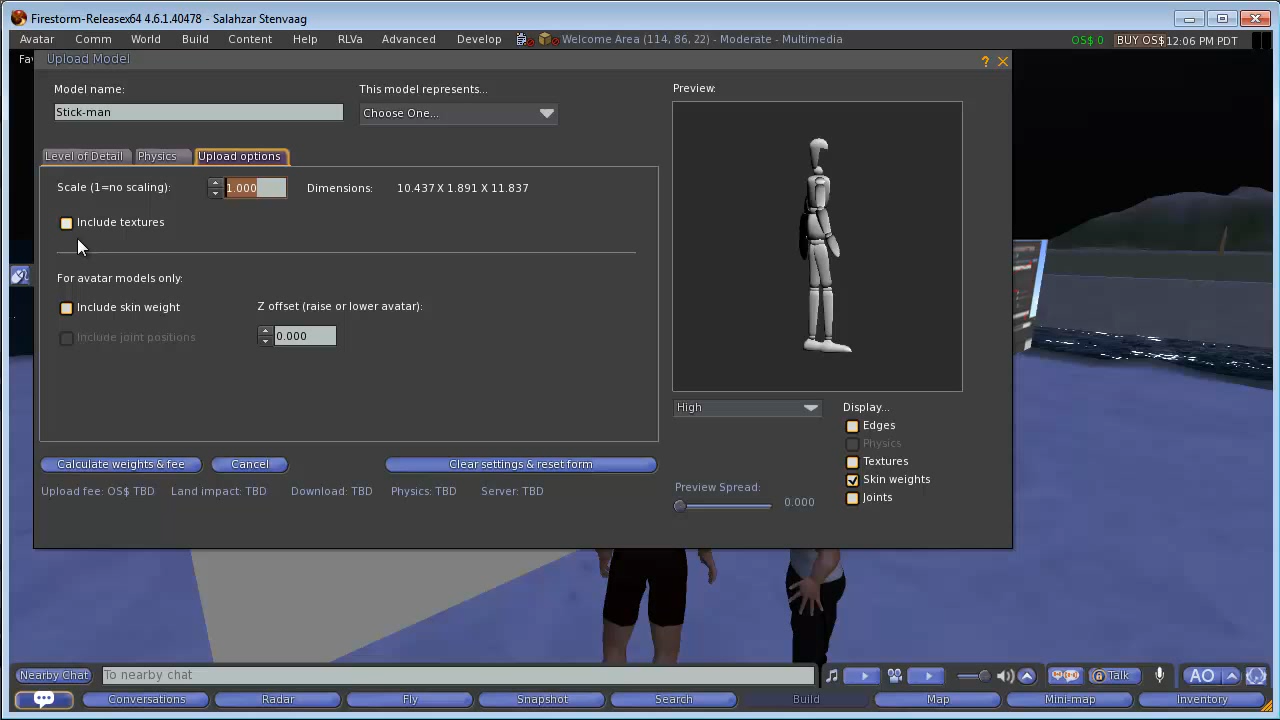 Firestorm-Releasex64 4.6.1.40478 - Salahzar Stenvaag
Avatar Comm World Build Content Help RLVa Advanced Develop Welcome Area (114, 86, 22) - Moderate - Multimedia OS$ 0 BUY OS$ 12:06 PM PDT
Fav
Upload Model ?
Model name: This model represents... Preview:
Stick-man Choose One...
Level of Detail Physics Upload options
Scale (1=no scaling): 1.000 Dimensions: 10.437 X 1.891 X 11.837
Include textures
For avatar models only:
Include skin weight Z offset (raise or lower avatar):
Include joint positions 0.000
High Display...
Edges
Physics
Textures
Skin weights
Joints
Calculate weights & fee Cancel Clear settings & reset form
Upload fee: OS$ TBD Land impact: TBD Download: TBD Physics: TBD Server: TBD
Preview Spread: 0.000
Nearby Chat To nearby chat Talk AO
Conversations Radar Fly Snapshot Search Build Map Mini-map Inventory